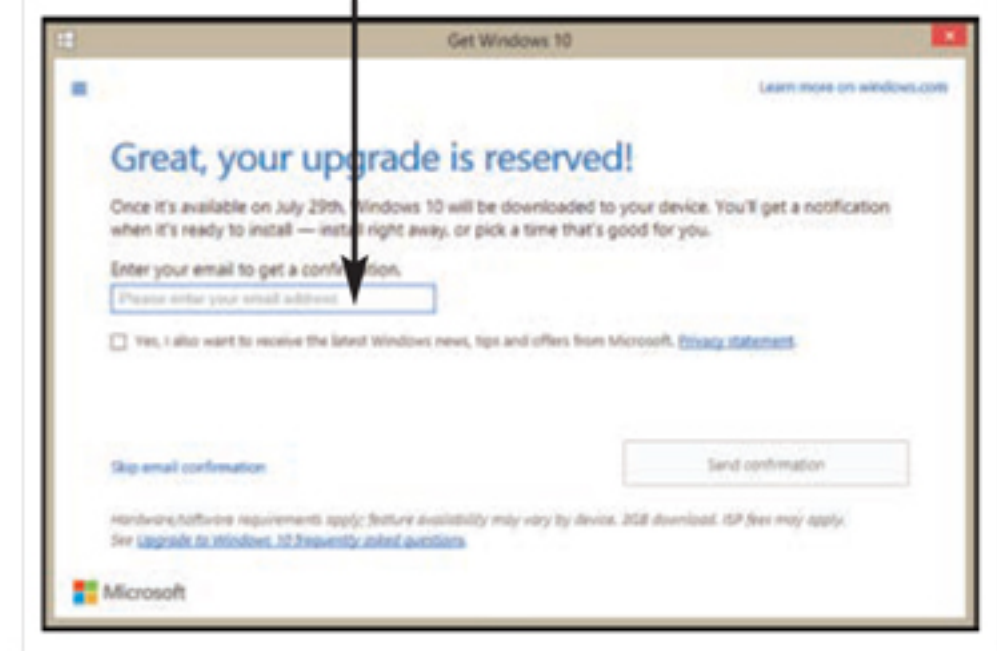 Get Windows 10
Learn more on windows.com
Great, your upgrade is reserved!
Once it's available on July 29th, Windows 10 will be downloaded to your device. You'll get a notification
when it's ready to install — install right away, or pick a time that's good for you.
Enter your email to get a confirmation.
Please enter your email address
Yes, I also want to receive the latest Windows news, tips and offers from Microsoft. Privacy statement.
Skip email confirmation
Send confirmation
Hardware/software requirements apply; feature availability may vary by device. 3GB download. ISP fees may apply.
See Upgrade to Windows 10 frequently asked questions.
Microsoft